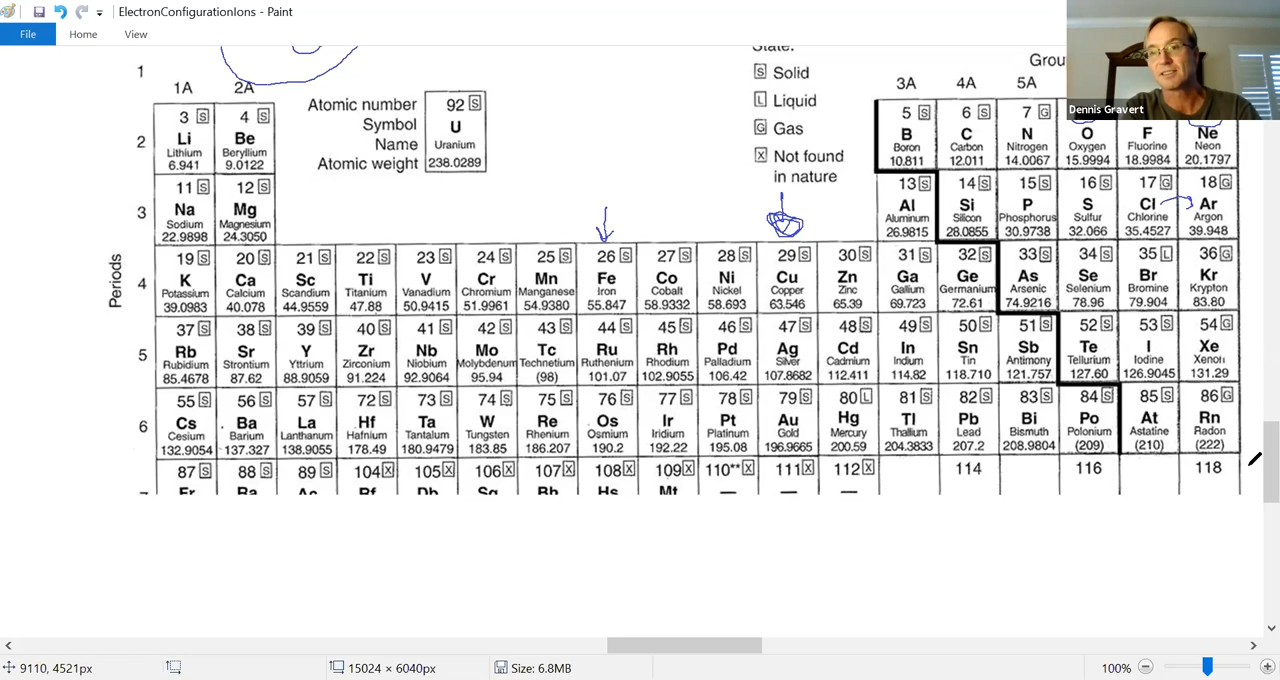 ElectronConfigurationIons - Paint
File Home View
State:
S Solid
L Liquid
G Gas
X Not found
in nature
Grou
Dennis Gravert
Atomic number
Symbol
Name
Atomic weight
92 S
U
Uranium
238.0289
Periods
1
1A 2A 3A 4A 5A
2
3 S 4 S 5 S 6 S 7 G
Li Be B C N O F Ne
Lithium Beryllium Boron Carbon Nitrogen Oxygen Fluorine Neon
6.941 9.0122 10.811 12.011 14.0067 15.9994 18.9984 20.1797
3
11 S 12 S 13 S 14 S 15 S 16 S 17 G 18 G
Na Mg Al Si P S Cl Ar
Sodium Magnesium Aluminum Silicon Phosphorus Sulfur Chlorine Argon
22.9898 24.3050 26.9815 28.0855 30.9738 32.066 35.4527 39.948
4
19 S 20 S 21 S 22 S 23 S 24 S 25 S 26 S 27 S 28 S 29 S 30 S 31 S 32 S 33 S 34 S 35 L 36 G
K Ca Sc Ti V Cr Mn Fe Co Ni Cu Zn Ga Ge As Se Br Kr
Potassium Calcium Scandium Titanium Vanadium Chromium Manganese Iron Cobalt Nickel Copper Zinc Gallium Germanium Arsenic Selenium Bromine Krypton
39.0983 40.078 44.9559 47.88 50.9415 51.9961 54.9380 55.847 58.9332 58.693 63.546 65.39 69.723 72.61 74.9216 78.96 79.904 83.80
5
37 S 38 S 39 S 40 S 41 S 42 S 43 S 44 S 45 S 46 S 47 S 48 S 49 S 50 S 51 S 52 S 53 S 54 G
Rb Sr Y Zr Nb Mo Tc Ru Rh Pd Ag Cd In Sn Sb Te I Xe
Rubidium Strontium Yttrium Zirconium Niobium Molybdenum Technetium Ruthenium Rhodium Palladium Silver Cadmium Indium Tin Antimony Tellurium Iodine Xenon
85.4678 87.62 88.9059 91.224 92.9064 95.94 (98) 101.07 102.9055 106.42 107.8682 112.411 114.82 118.710 121.757 127.60 126.9045 131.29
6
55 S 56 S 57 S 72 S 73 S 74 S 75 S 76 S 77 S 78 S 79 S 80 L 81 S 82 S 83 S 84 S 85 S 86 G
Cs Ba La Hf Ta W Re Os Ir Pt Au Hg Tl Pb Bi Po At Rn
Cesium Barium Lanthanum Hafnium Tantalum Tungsten Rhenium Osmium Iridium Platinum Gold Mercury Thallium Lead Bismuth Polonium Astatine Radon
132.9054 137.327 138.9055 178.49 180.9479 183.85 186.207 190.2 192.22 195.08 196.9665 200.59 204.3833 207.2 208.9804 (209) (210) (222)
87 S 88 S 89 S 104 X 105 X 106 X 107 X 108 X 109 X 110** X 111 X 112 X 114 116 118
Fr Ra Ac Rf Db Sg Bh Hs Mt — — —
9110, 4521px 15024 × 6040px Size: 6.8MB 100%